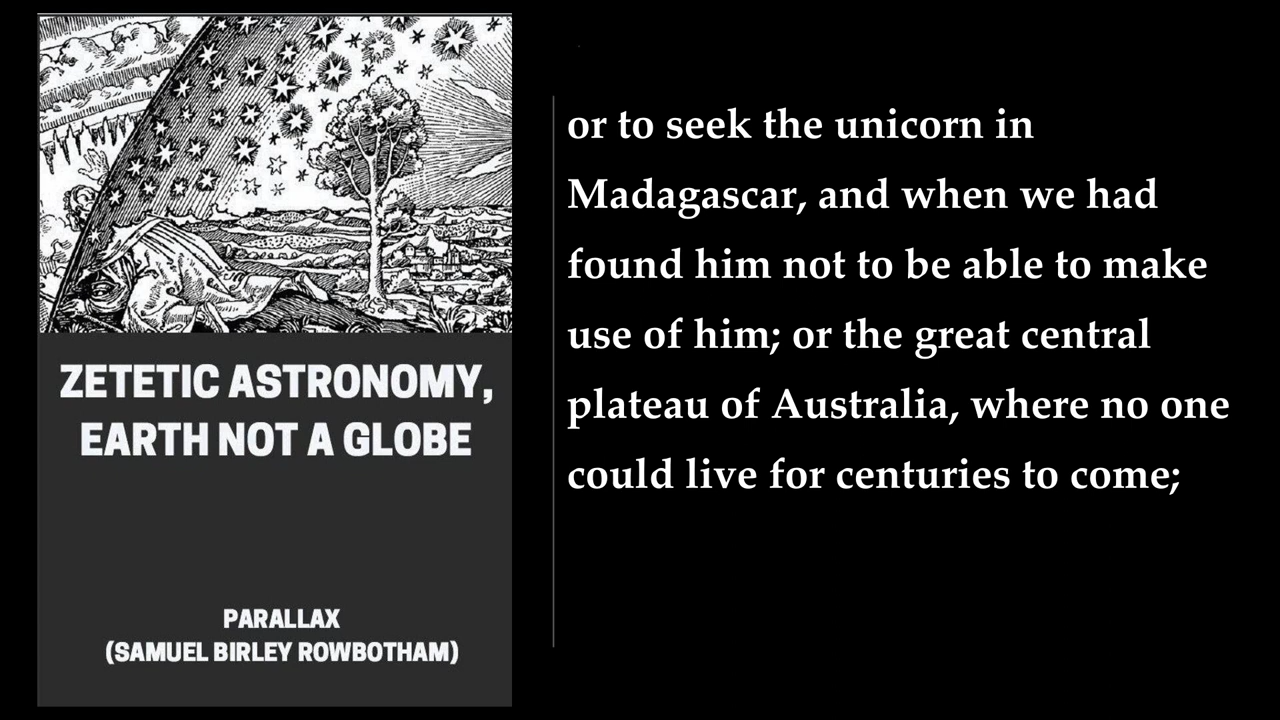 ZETETIC ASTRONOMY,
EARTH NOT A GLOBE
PARALLAX
(SAMUEL BIRLEY ROWBOTHAM)
or to seek the unicorn in
Madagascar, and when we had
found him not to be able to make
use of him; or the great central
plateau of Australia, where no one
could live for centuries to come;